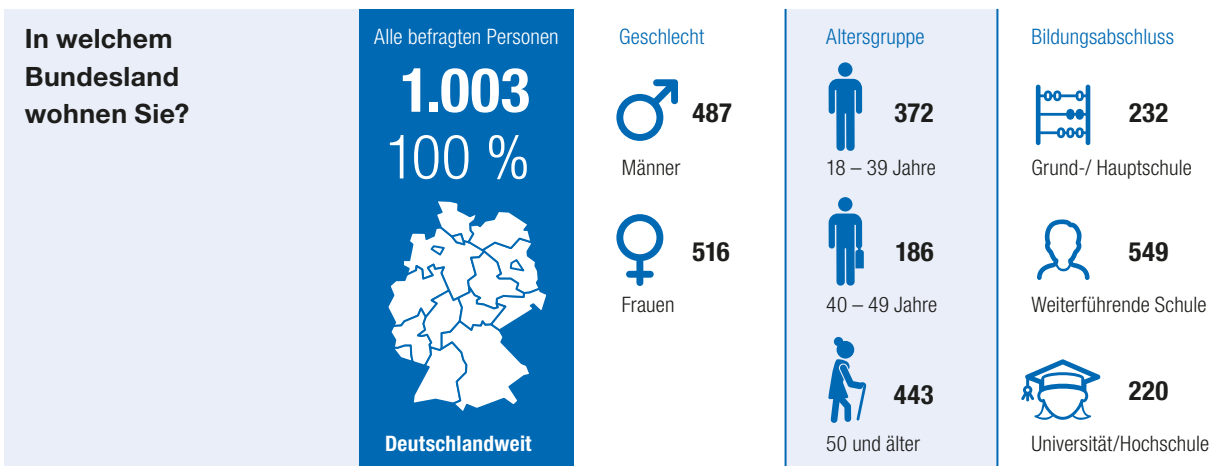 In welchem
Bundesland
wohnen Sie?
Alle befragten Personen
1.003
100 %
Deutschlandweit
Geschlecht
487
Männer
516
Frauen
Altersgruppe
372
18 – 39 Jahre
186
40 – 49 Jahre
443
50 und älter
Bildungsabschluss
232
Grund-/ Hauptschule
549
Weiterführende Schule
220
Universität/Hochschule